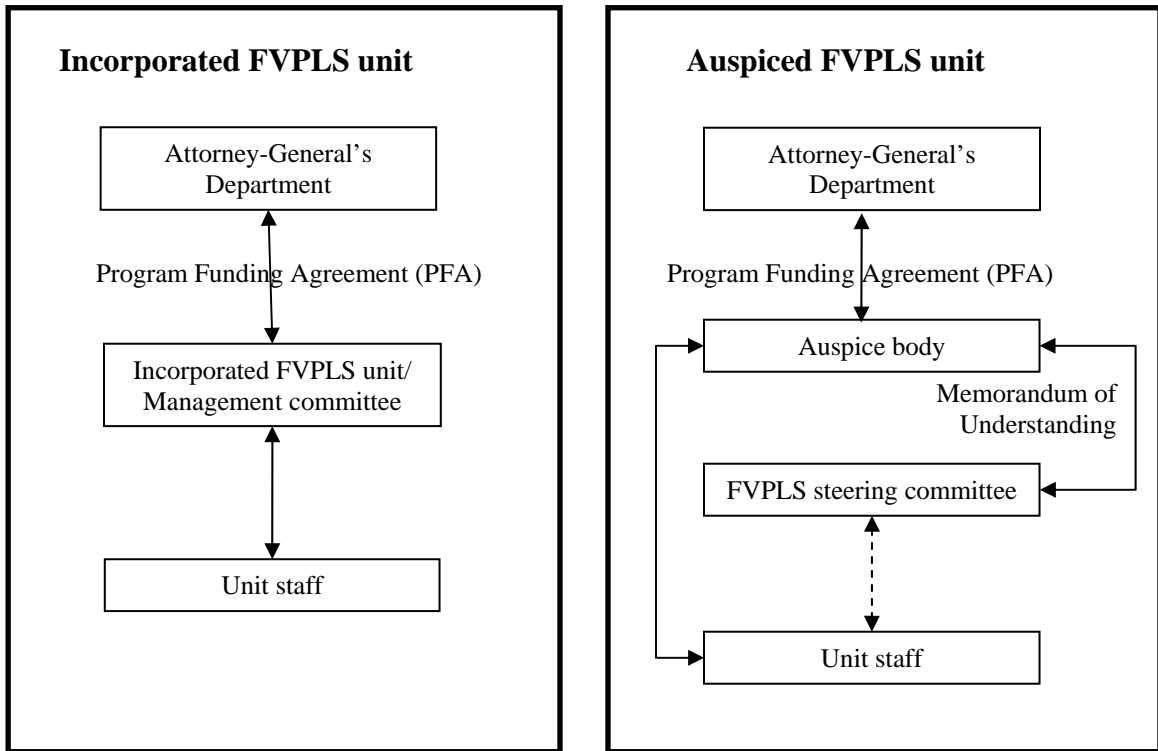 Incorporated FVPLS unit
Attorney-General’s
Department
Program Funding Agreement (PFA)
Incorporated FVPLS unit/
Management committee
Unit staff
Auspiced FVPLS unit
Attorney-General’s
Department
Program Funding Agreement (PFA)
Auspice body
Memorandum of
Understanding
FVPLS steering committee
Unit staff